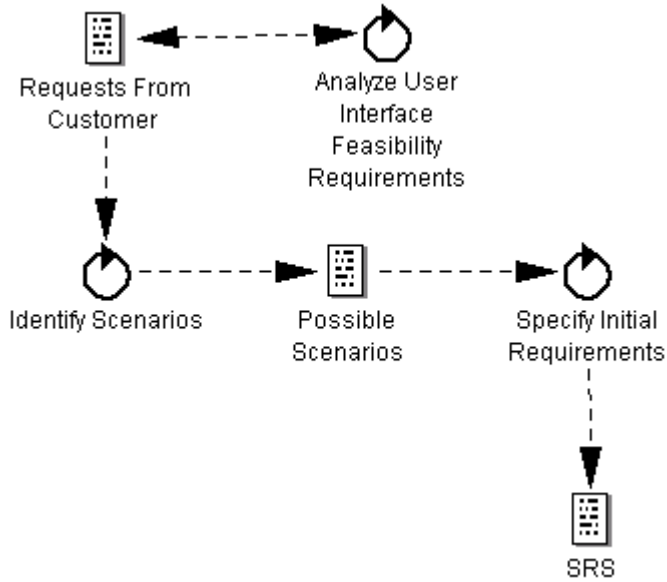 Requests From
Customer
Analyze User
Interface
Feasibility
Requirements
Identify Scenarios
Possible
Scenarios
Specify Initial
Requirements
SRS